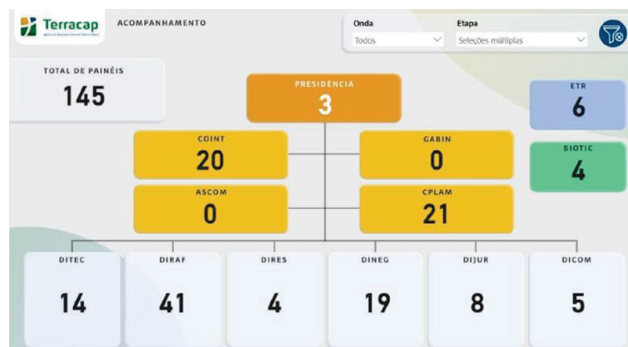 Terracap
ACOMPANHAMENTO
Onda
Todos
Etapa
Seleções múltiplas
TOTAL DE PAINÉIS
145
PRESIDÊNCIA
3
ETR
6
COINT
20
GABIN
0
BIOTIC
4
ASCOM
0
CPLAM
21
DITEC
14
DIRAF
41
DIRES
4
DINEG
19
DIJUR
8
DICOM
5